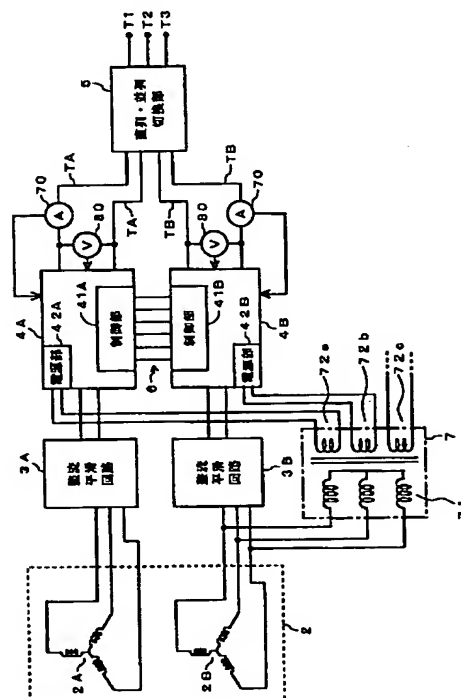 2
2A
2B
3A
整流
平滑
回路
3B
整流
平滑
回路
4A
42A
電源部
41A
制御部
6
制御部
41B
電源部
42B
4B
70
A
TA
80
V
TA
TB
80
V
TB
70
A
5
直列・並列
切換部
T1
T2
T3
72a
72b
72c
7
71